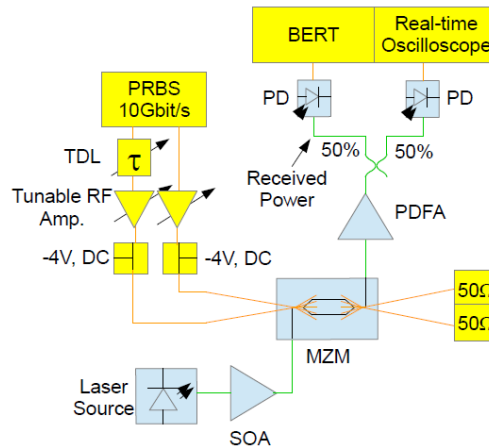 BERT
Real-time
Oscilloscope
PRBS
10Gbit/s
PD
PD
TDL
τ
50%
50%
Received
Power
Tunable RF
Amp.
PDFA
-4V, DC
-4V, DC
50Ω
50Ω
MZM
Laser
Source
SOA